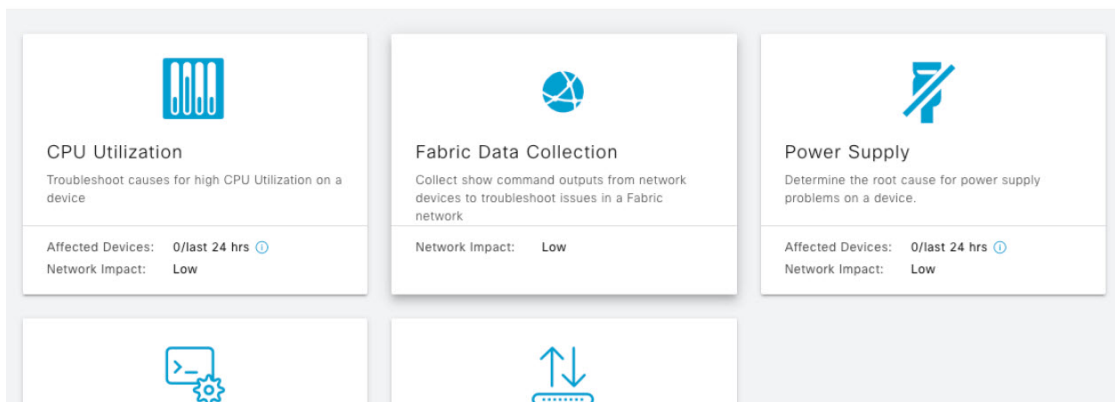 CPU Utilization
Troubleshoot causes for high CPU Utilization on a
device
Affected Devices: 0/last 24 hrs
Network Impact: Low
Fabric Data Collection
Collect show command outputs from network
devices to troubleshoot issues in a Fabric
network
Network Impact: Low
Power Supply
Determine the root cause for power supply
problems on a device.
Affected Devices: 0/last 24 hrs
Network Impact: Low